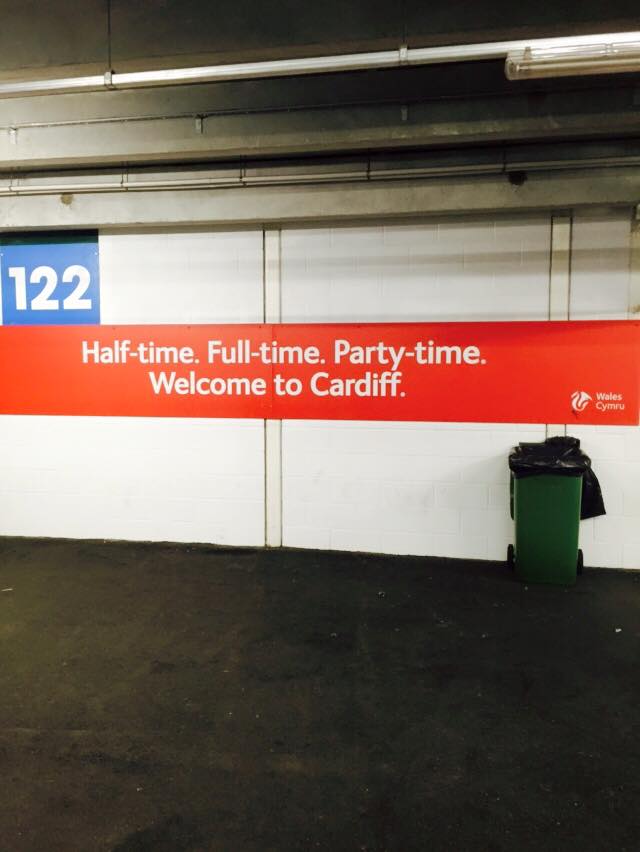 122
Half-time. Full-time. Party-time.
Welcome to Cardiff.
Wales
Cymru